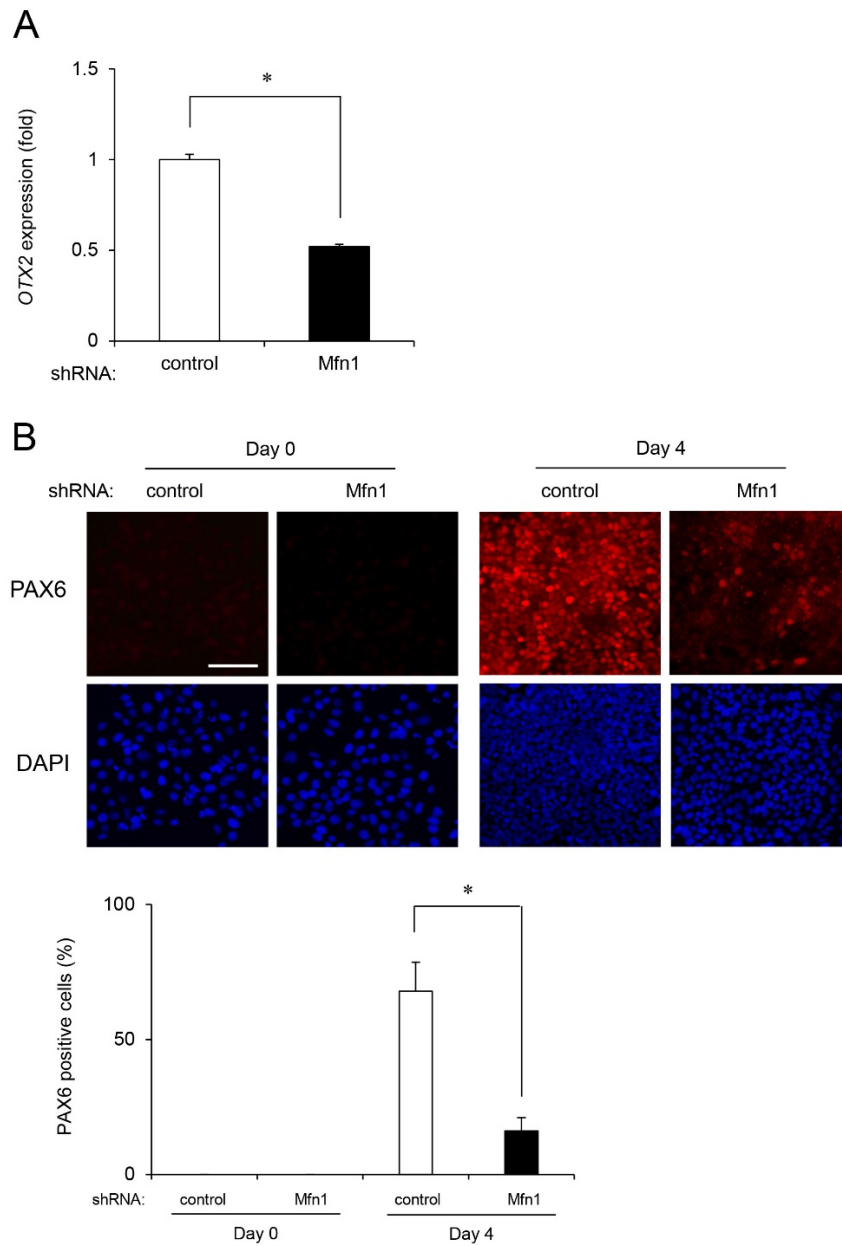 A
OTX2 expression (fold)
1.5
*
1
0.5
0
shRNA: control Mfn1
B
Day 0 Day 4
shRNA: control Mfn1 control Mfn1
PAX6
DAPI
PAX6 positive cells (%)
100
*
50
0
shRNA: control Mfn1 control Mfn1
Day 0 Day 4